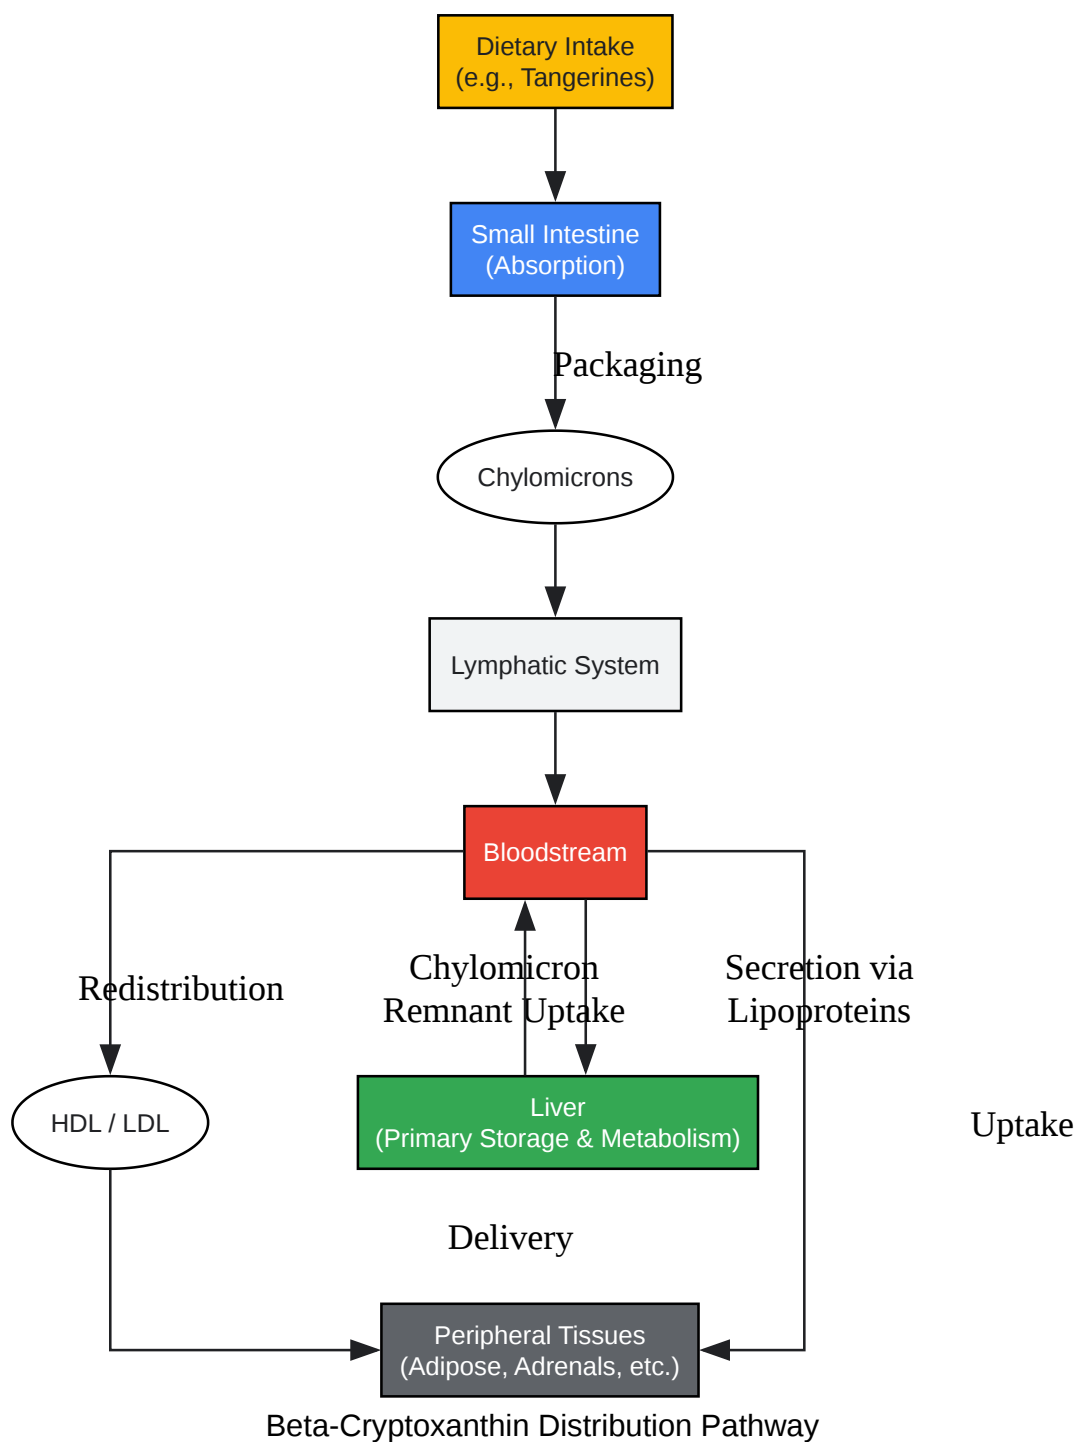 Dietary Intake
(e.g., Tangerines)
Small Intestine
(Absorption)
Packaging
Chylomicrons
Lymphatic System
Bloodstream
Redistribution
Chylomicron
Remnant Uptake
Secretion via
Lipoproteins
HDL / LDL
Liver
(Primary Storage & Metabolism)
Uptake
Delivery
Peripheral Tissues
(Adipose, Adrenals, etc.)
Beta-Cryptoxanthin Distribution Pathway